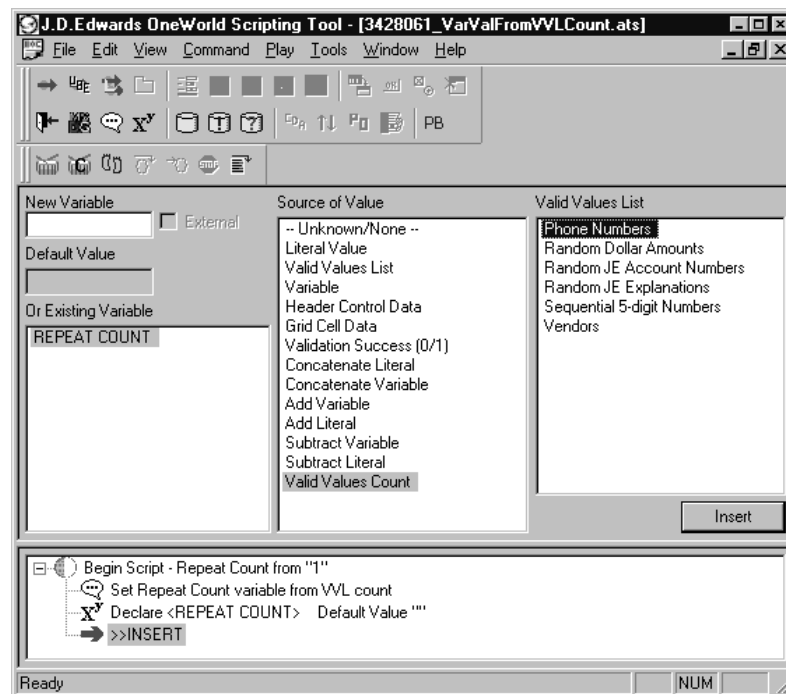 J.D.Edwards OneWorld Scripting Tool - [3428061_VarValFromVVLCount.ats]
File Edit View Command Play Tools Window Help
UBE
PB
New Variable
External
Default Value
Or Existing Variable
REPEAT COUNT
Source of Value
-- Unknown/None --
Literal Value
Valid Values List
Variable
Header Control Data
Grid Cell Data
Validation Success (0/1)
Concatenate Literal
Concatenate Variable
Add Variable
Add Literal
Subtract Variable
Subtract Literal
Valid Values Count
Valid Values List
Phone Numbers
Random Dollar Amounts
Random JE Account Numbers
Random JE Explanations
Sequential 5-digit Numbers
Vendors
Insert
Begin Script - Repeat Count from "1"
Set Repeat Count variable from VVL count
Xy Declare <REPEAT COUNT> Default Value ""
>>INSERT
Ready
NUM